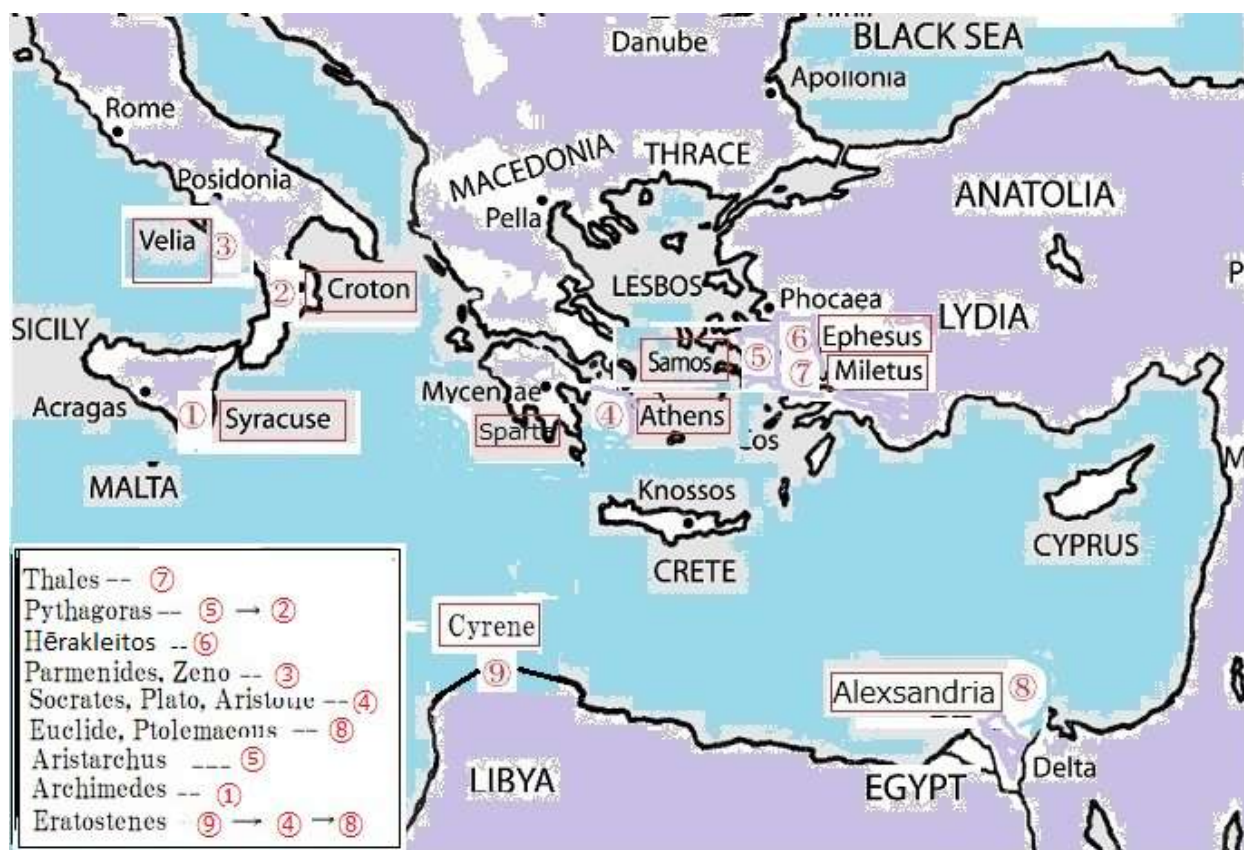 Danube
BLACK SEA
Apollonia
Rome
MACEDONIA
THRACE
Posidonia
ANATOLIA
Pella
Velia ③
② Croton
LESBOS
Phocaea
SICILY
LYDIA
⑥ Ephesus
Samos ⑤
⑦ Miletus
Acragas
Mycenae
① Syracuse
Sparta
④ Athens
MALTA
Knossos
CRETE
CYPRUS
Cyrene
⑨
Alexsandria ⑧
LIBYA
EGYPT
Delta
Thales -- ⑦
Pythagoras -- ⑤ → ②
Hērakleitos -- ⑥
Parmenides, Zeno -- ③
Socrates, Plato, Aristotle -- ④
Euclide, Ptolemaeous -- ⑧
Aristarchus --- ⑤
Archimedes -- ①
Eratostenes ⑨ → ④ → ⑧